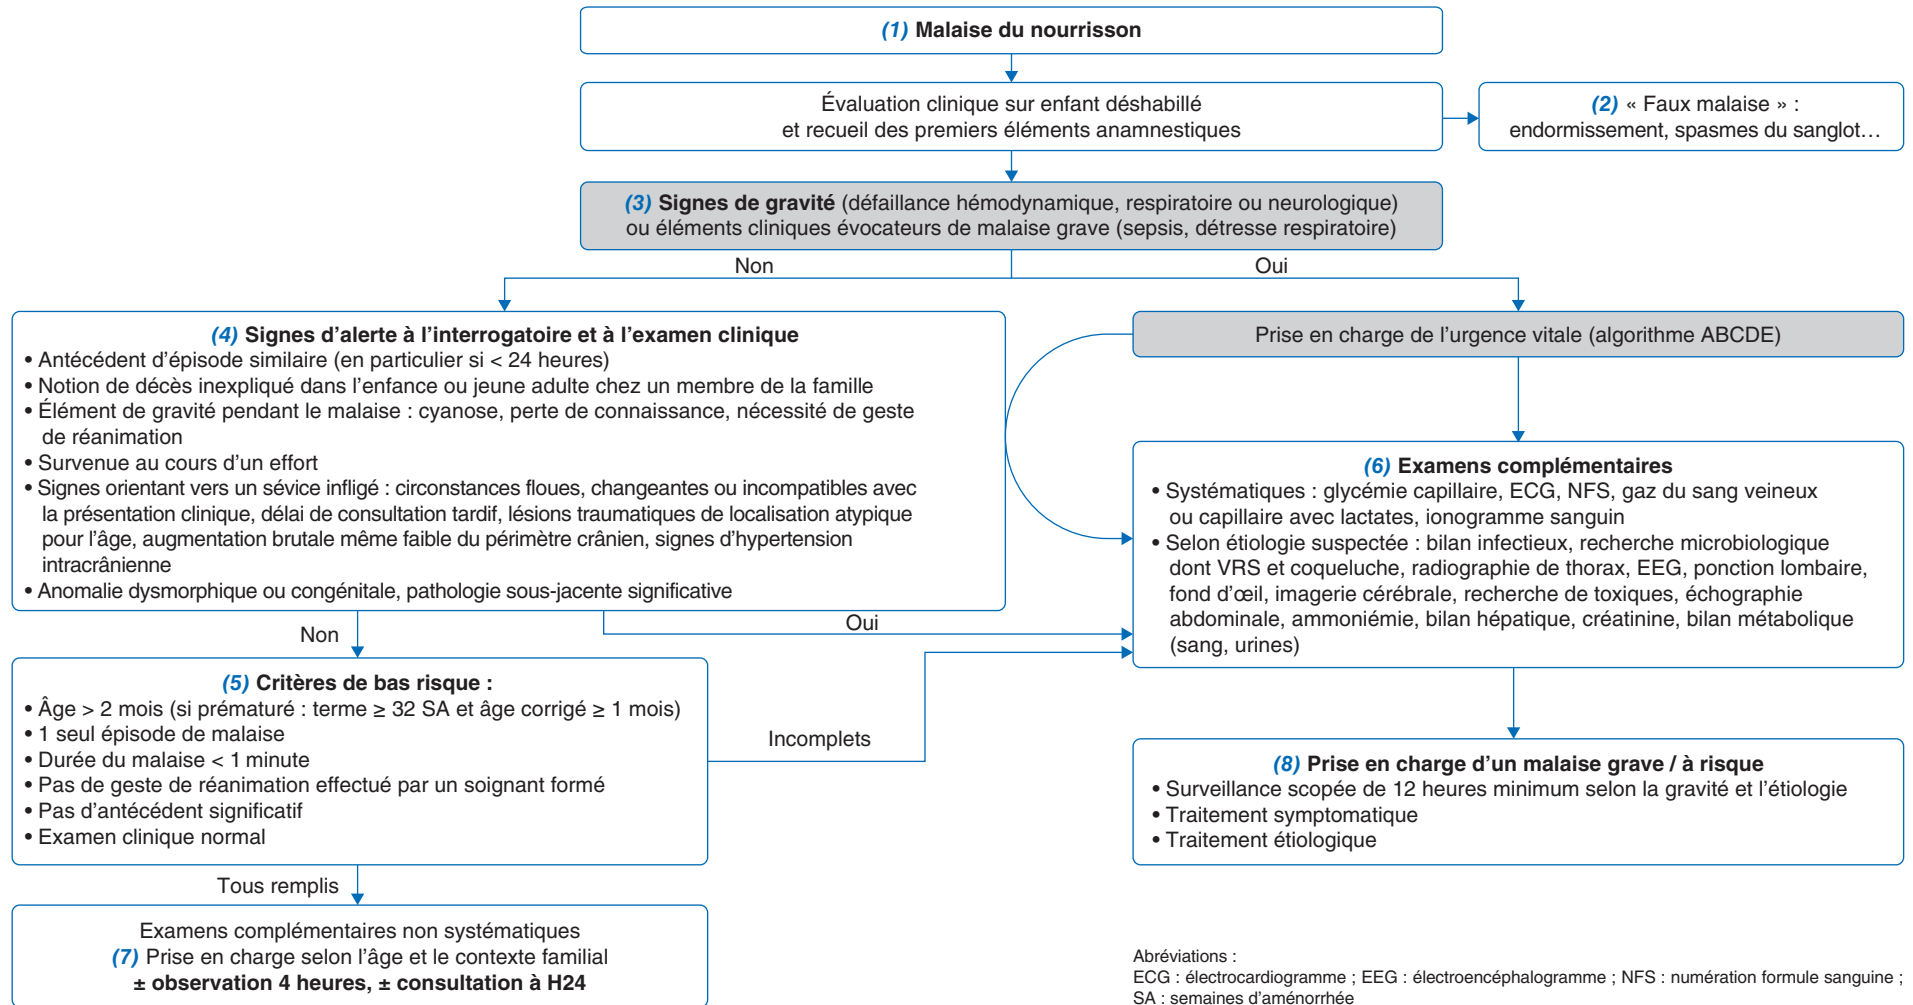 (1) Malaise du nourrisson
Évaluation clinique sur enfant déshabillé
et recueil des premiers éléments anamnestiques
(2) « Faux malaise » :
endormissement, spasmes du sanglot…
(3) Signes de gravité (défaillance hémodynamique, respiratoire ou neurologique)
ou éléments cliniques évocateurs de malaise grave (sepsis, détresse respiratoire)
Non
Oui
(4) Signes d’alerte à l’interrogatoire et à l’examen clinique
• Antécédent d’épisode similaire (en particulier si < 24 heures)
• Notion de décès inexpliqué dans l’enfance ou jeune adulte chez un membre de la famille
• Élément de gravité pendant le malaise : cyanose, perte de connaissance, nécessité de geste
de réanimation
• Survenue au cours d’un effort
• Signes orientant vers un sévice infligé : circonstances floues, changeantes ou incompatibles avec
la présentation clinique, délai de consultation tardif, lésions traumatiques de localisation atypique
pour l’âge, augmentation brutale même faible du périmètre crânien, signes d’hypertension
intracrânienne
• Anomalie dysmorphique ou congénitale, pathologie sous-jacente significative
Prise en charge de l’urgence vitale (algorithme ABCDE)
(6) Examens complémentaires
• Systématiques : glycémie capillaire, ECG, NFS, gaz du sang veineux
ou capillaire avec lactates, ionogramme sanguin
• Selon étiologie suspectée : bilan infectieux, recherche microbiologique
dont VRS et coqueluche, radiographie de thorax, EEG, ponction lombaire,
fond d’œil, imagerie cérébrale, recherche de toxiques, échographie
abdominale, ammoniémie, bilan hépatique, créatinine, bilan métabolique
(sang, urines)
Non
Oui
(5) Critères de bas risque :
• Âge > 2 mois (si prématuré : terme ≥ 32 SA et âge corrigé ≥ 1 mois)
• 1 seul épisode de malaise
• Durée du malaise < 1 minute
• Pas de geste de réanimation effectué par un soignant formé
• Pas d’antécédent significatif
• Examen clinique normal
Incomplets
(8) Prise en charge d’un malaise grave / à risque
• Surveillance scopée de 12 heures minimum selon la gravité et l’étiologie
• Traitement symptomatique
• Traitement étiologique
Tous remplis
Examens complémentaires non systématiques
(7) Prise en charge selon l’âge et le contexte familial
± observation 4 heures, ± consultation à H24
Abréviations :
ECG : électrocardiogramme ; EEG : électroencéphalogramme ; NFS : numération formule sanguine ;
SA : semaines d’aménorrhée